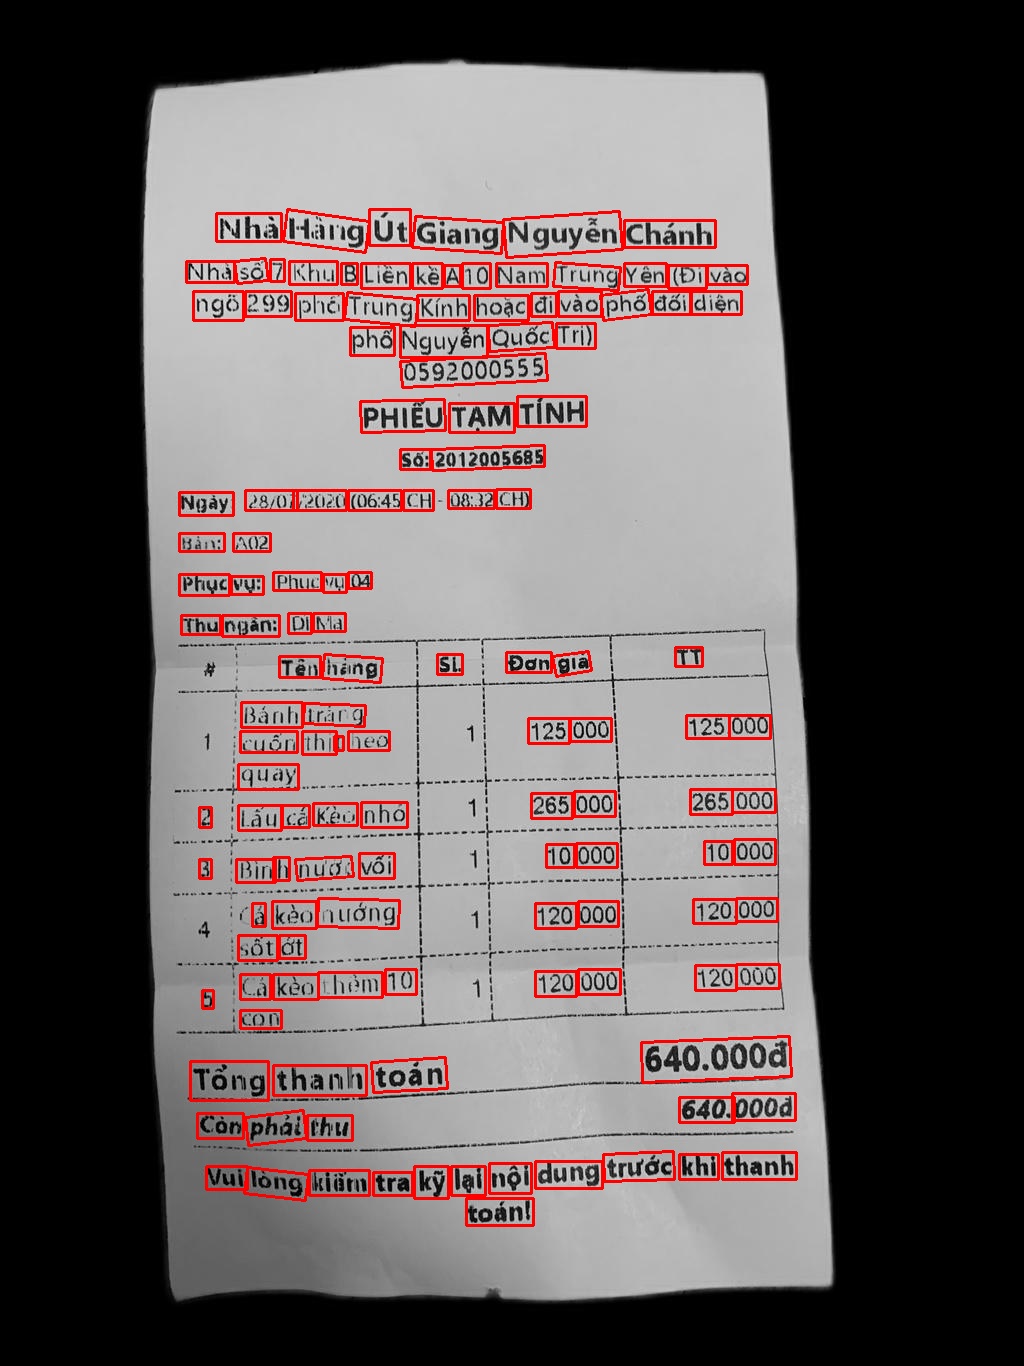 Nhà Hàng Út Giang Nguyễn Chánh
Nhà số 7 Khu B Liền kề A 10 Nam Trung Yên (Đi vào
ngõ 299 phố Trung Kính hoặc đi vào phố đối diện
phố Nguyễn Quốc Trị)
0592000555
PHIẾU TẠM TÍNH
Số: 2012005685
Ngày 28/07/2020 (06:45 CH - 08:32 CH)
Bàn: A02
Phục vụ: Phục vụ 04
Thu ngân: Di Ma
# Tên hàng SL Đơn giá TT
1 Bánh tráng cuốn thịt heo quay 1 125.000 125.000
2 Lẩu cá Kèo nhỏ 1 265.000 265.000
3 Bình nước vối 1 10.000 10.000
4 Cá kèo nướng sốt ớt 1 120.000 120.000
5 Cá kèo thêm 10 con 1 120.000 120.000
Tổng thanh toán 640.000đ
Còn phải thu 640.000đ
Vui lòng kiểm tra kỹ lại nội dung trước khi thanh
toán!